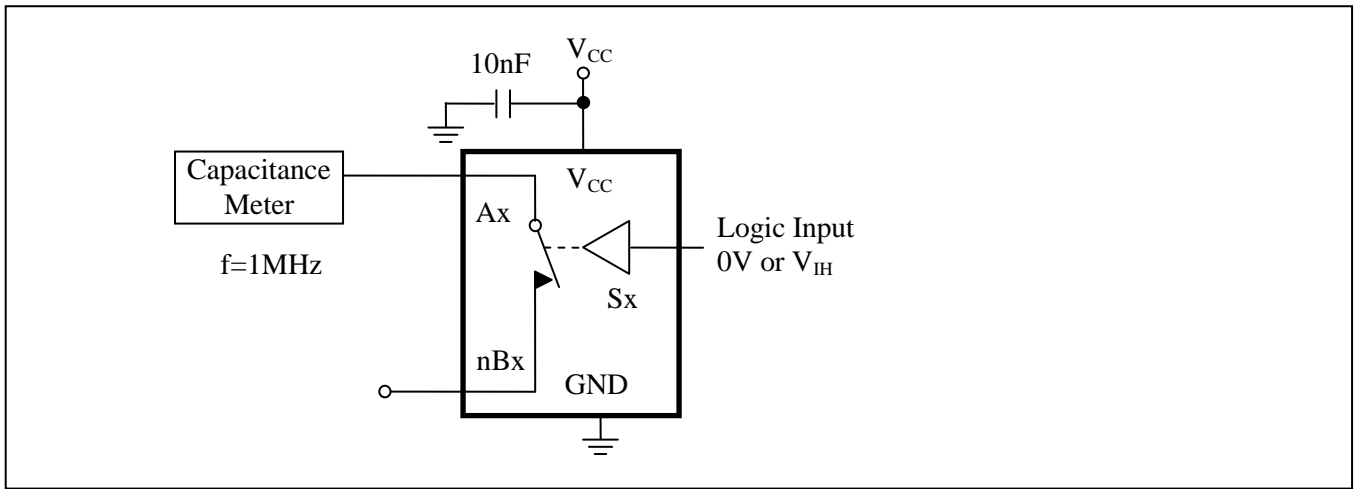 V_CC
10nF
Capacitance
Meter
f=1MHz
V_CC
Ax
Sx
Logic Input
0V or V_IH
nBx
GND